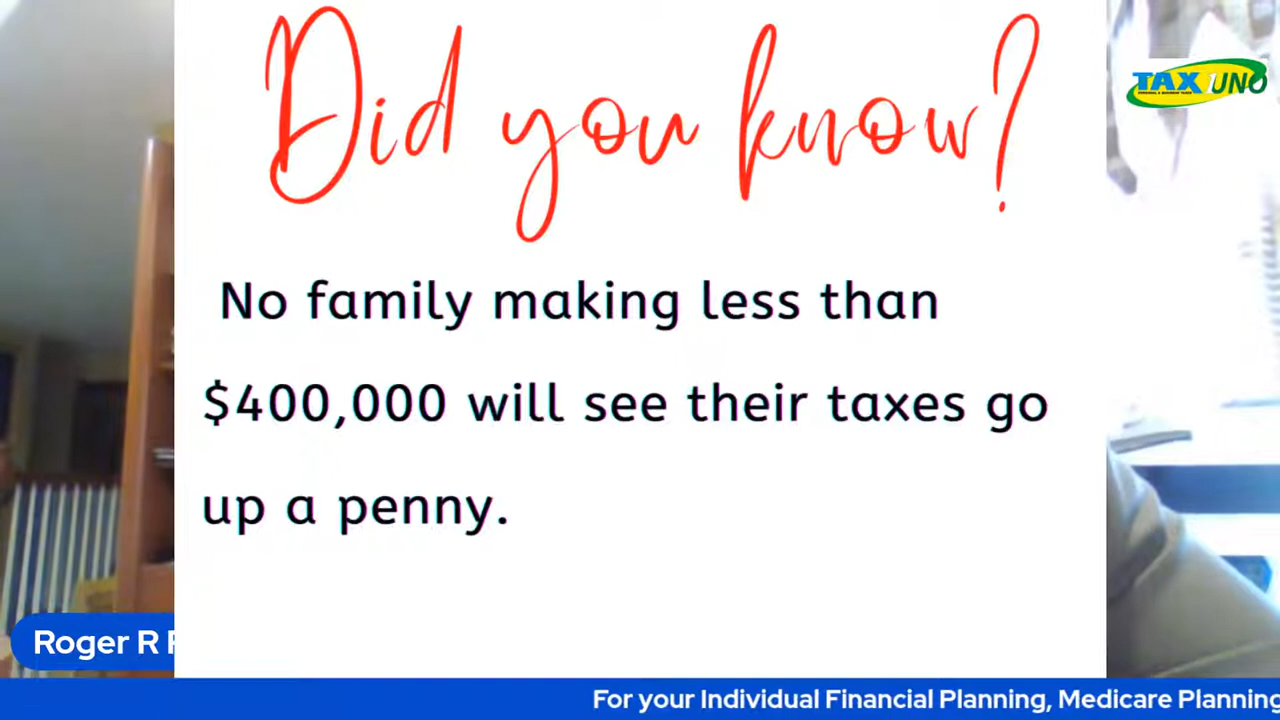 Did you know?
TAX UNO
No family making less than
$400,000 will see their taxes go
up a penny.
Roger R
For your Individual Financial Planning, Medicare Planning